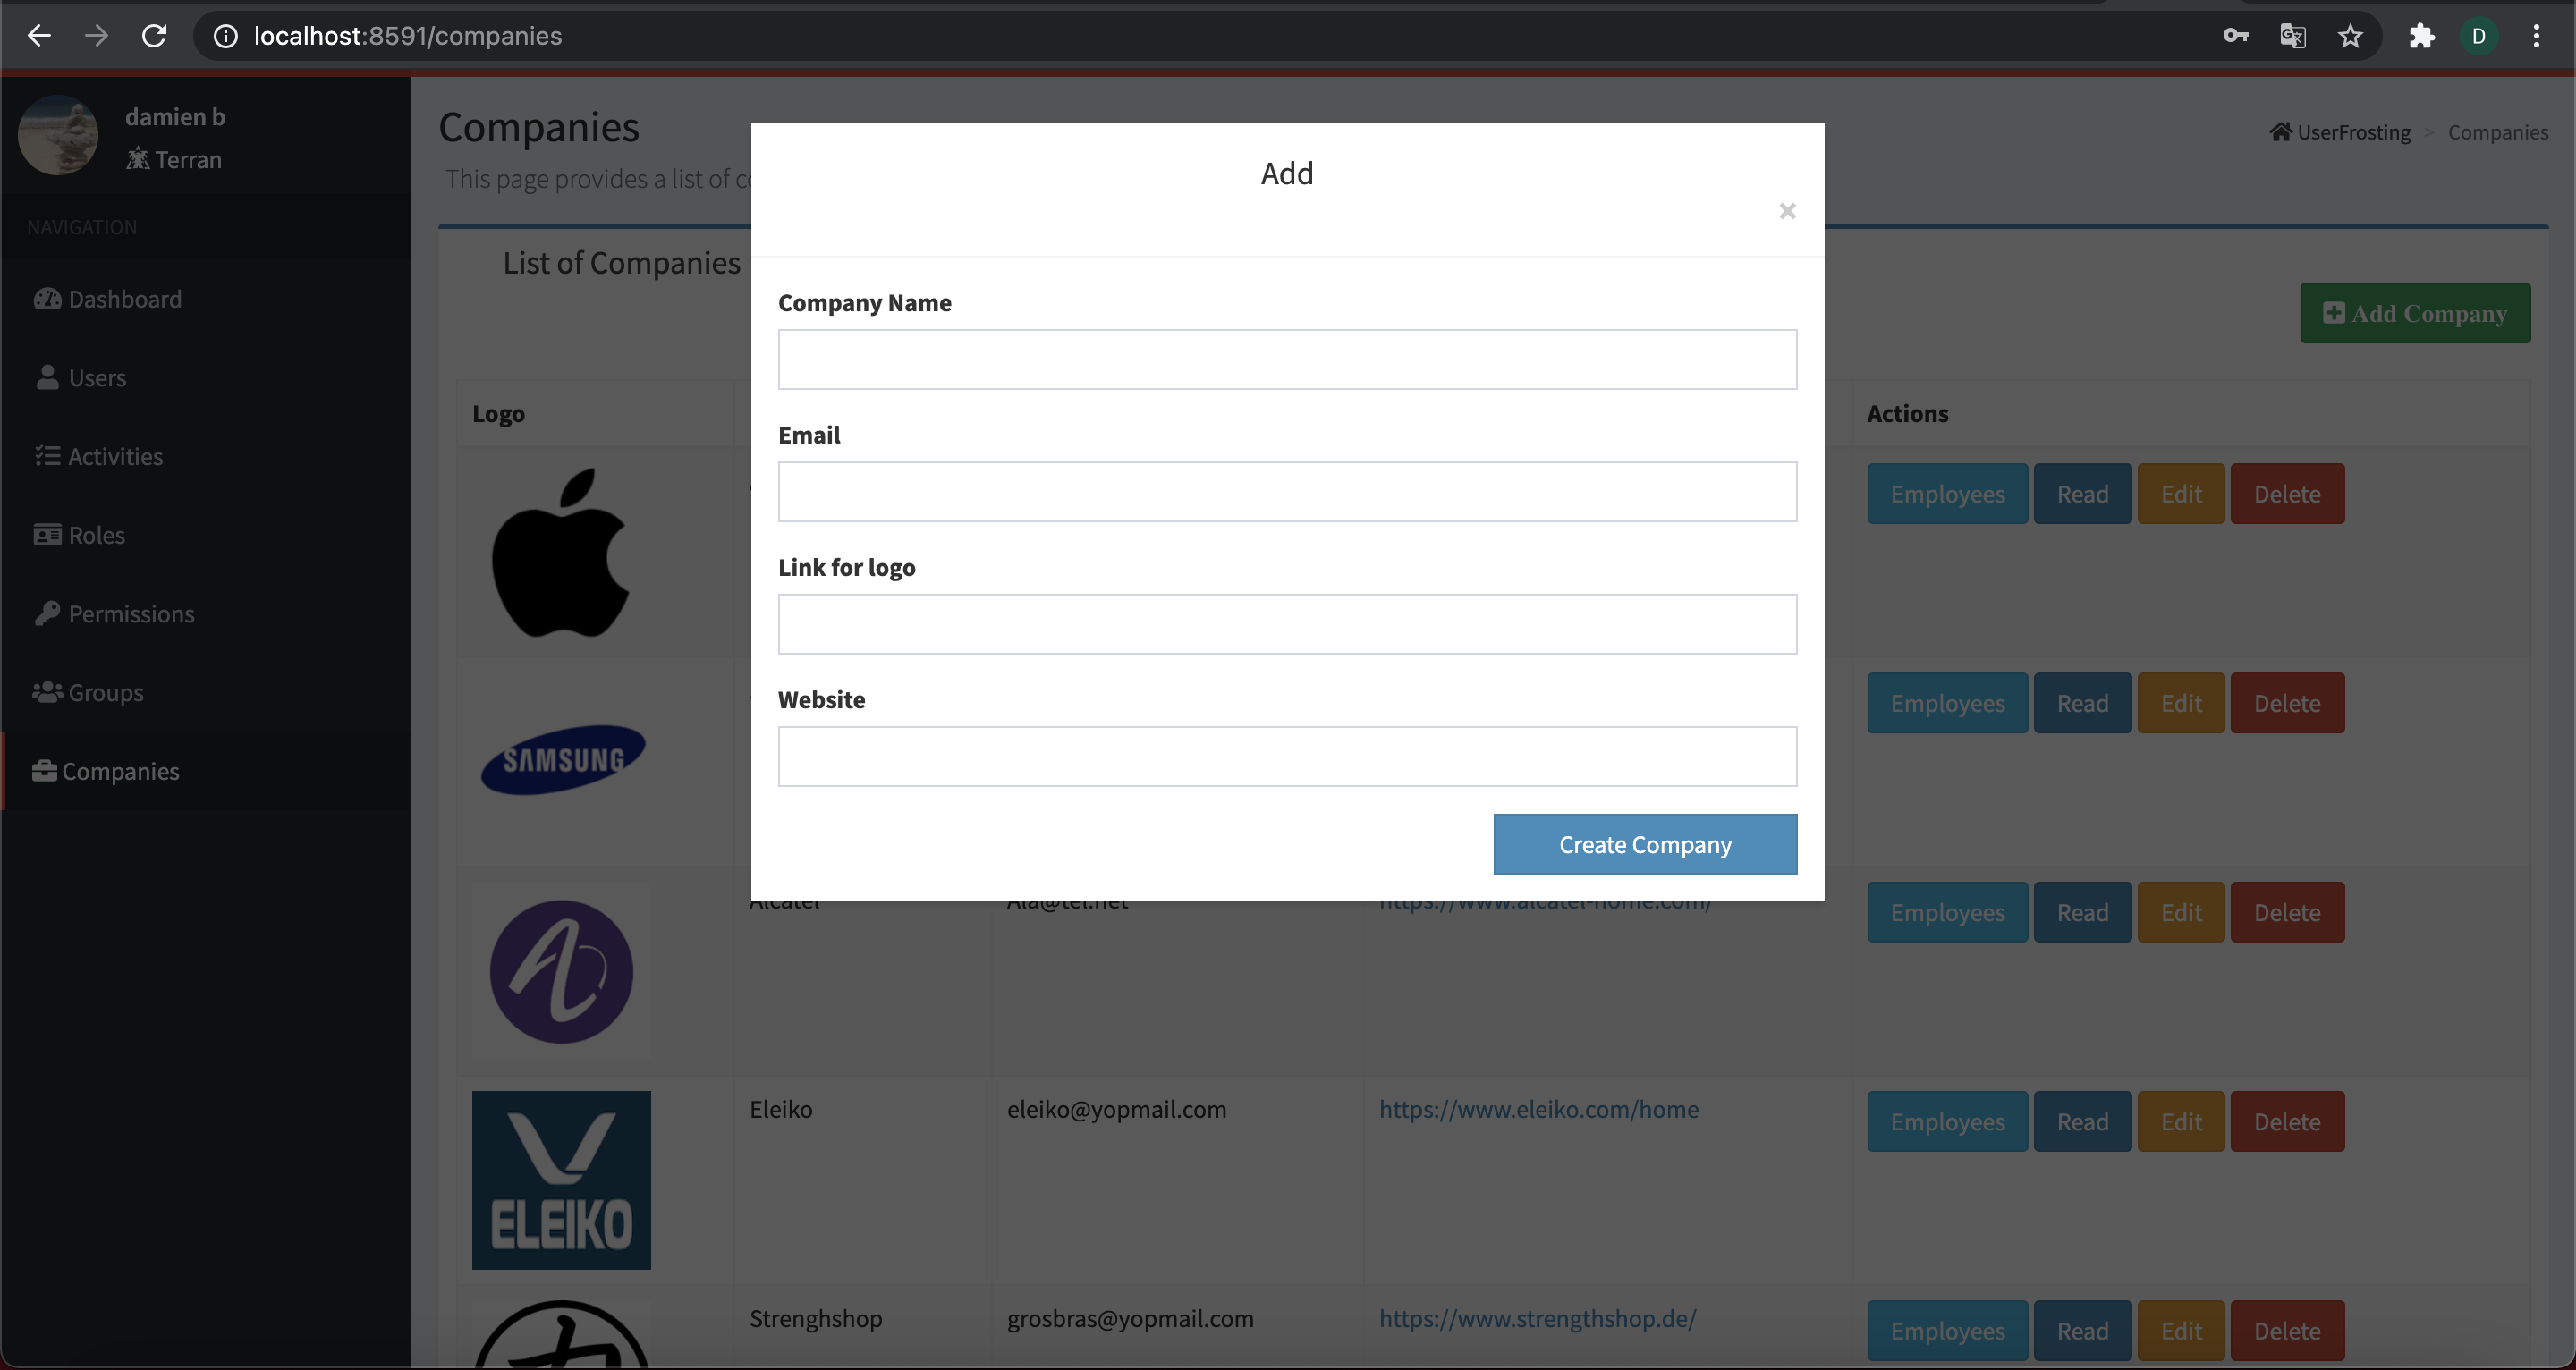 localhost:8591/companies
D
damien b
Terran
NAVIGATION
Dashboard
Users
Activities
Roles
Permissions
Groups
Companies
Companies
This page provides a list of
UserFrosting > Companies
List of Companies
Add Company
Logo
Actions
Add
×
Company Name
Email
Link for logo
Website
Create Company
Employees Read Edit Delete
SAMSUNG
Employees Read Edit Delete
Alcatel Ala@tel.net https://www.alcatel-home.com/ Employees Read Edit Delete
ELEIKO
Eleiko eleiko@yopmail.com https://www.eleiko.com/home Employees Read Edit Delete
Strenghshop grosbras@yopmail.com https://www.strengthshop.de/ Employees Read Edit Delete